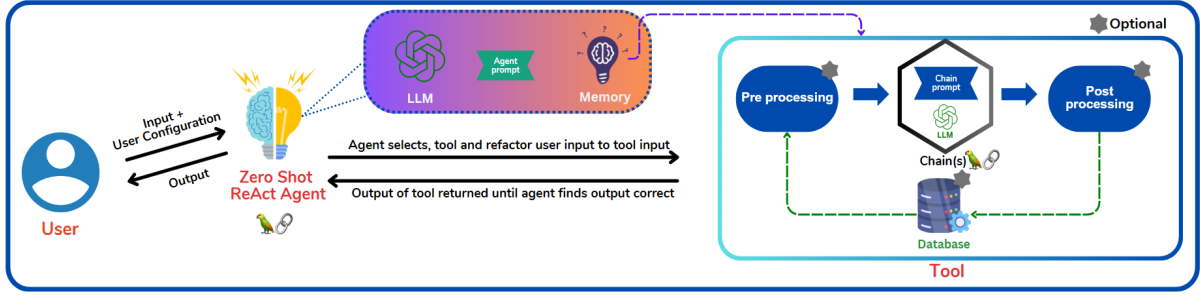 Optional
Agent
prompt
LLM
Memory
Pre processing
Chain
prompt
LLM
Post
processing
Input +
User Configuration
Output
Agent selects, tool and refactor user input to tool input
Output of tool returned until agent finds output correct
Chain(s)
Zero Shot
ReAct Agent
User
Database
Tool